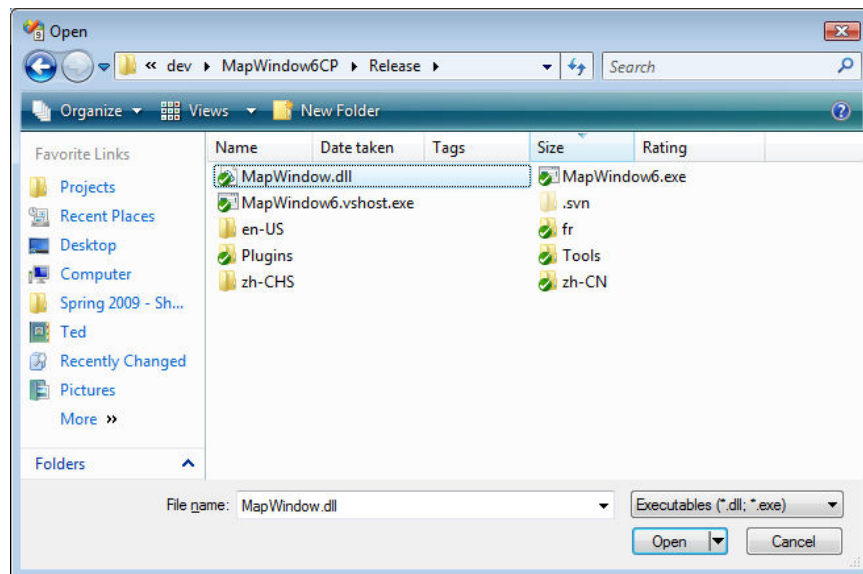 Open
« dev ▸ MapWindow6CP ▸ Release ▸ Search
Organize Views New Folder
Favorite Links
Projects
Recent Places
Desktop
Computer
Spring 2009 - Sh...
Ted
Recently Changed
Pictures
More »
Folders
Name Date taken Tags Size Rating
MapWindow.dll MapWindow6.exe
MapWindow6.vshost.exe .svn
en-US fr
Plugins Tools
zh-CHS zh-CN
File name: MapWindow.dll Executables (*.dll; *.exe)
Open Cancel